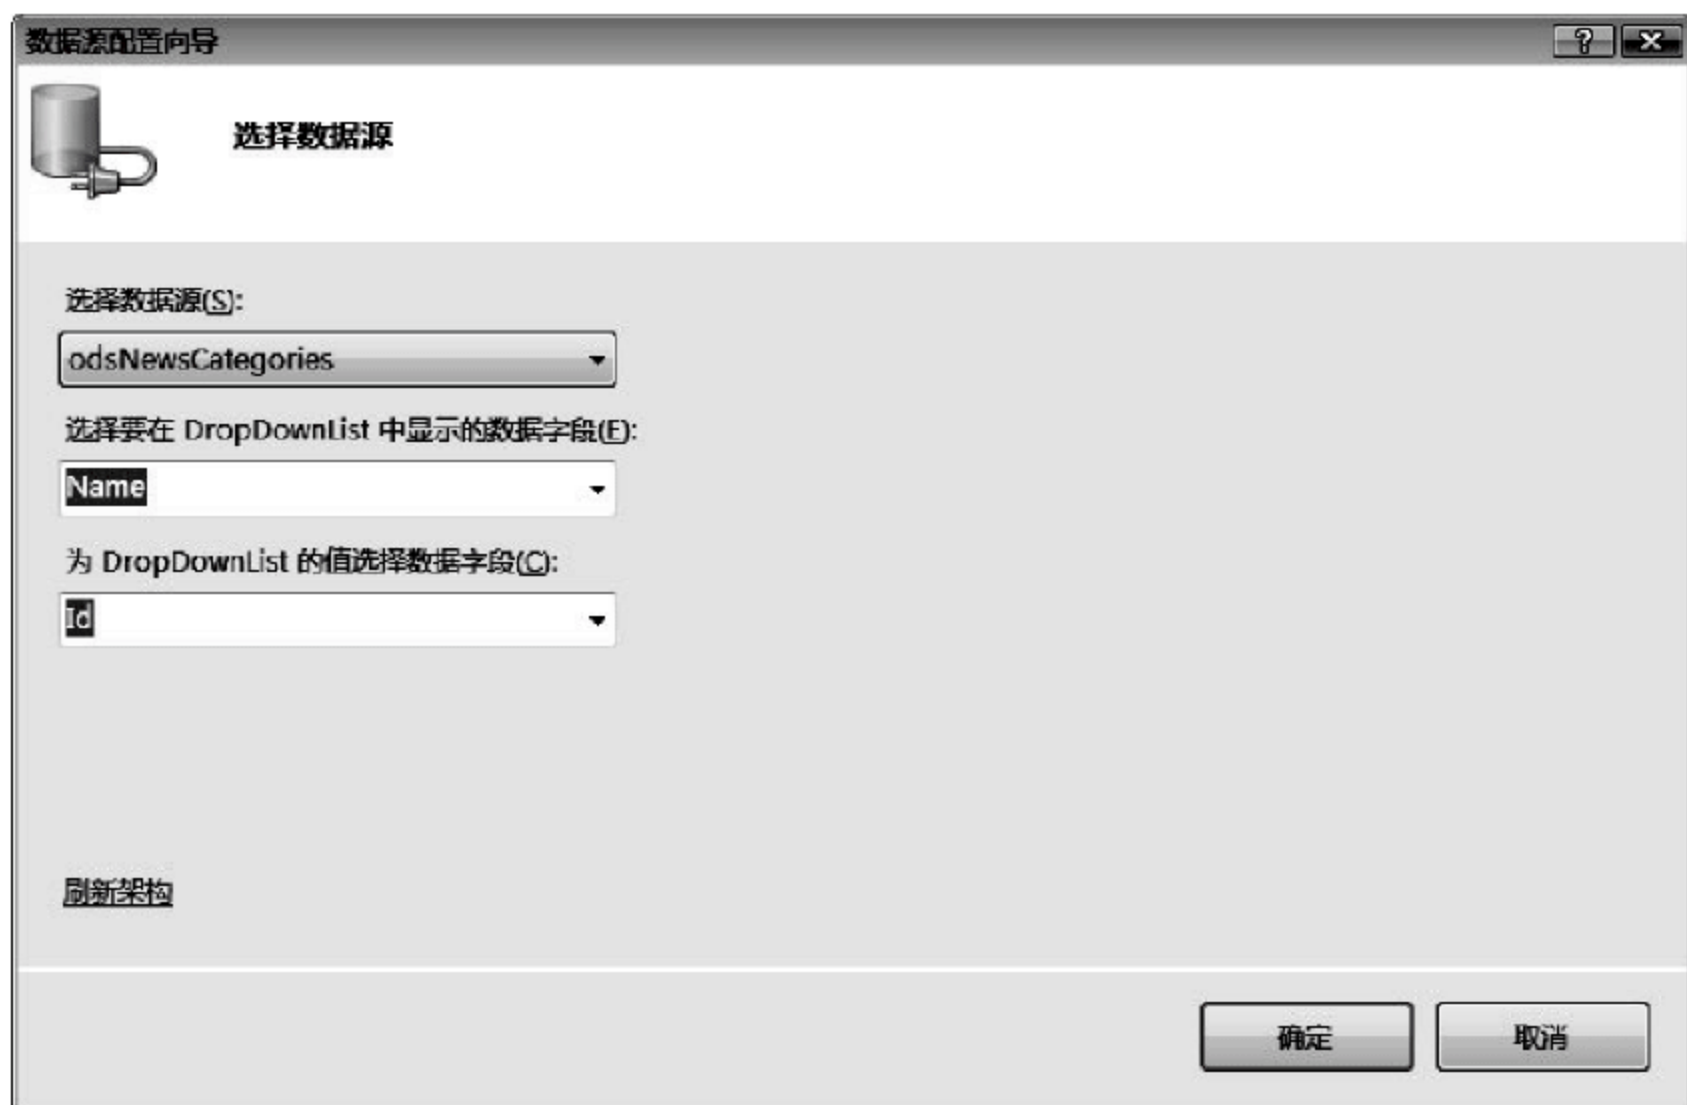 数据源配置向导
选择数据源
选择数据源(S):
odsNewsCategories
选择要在 DropDownList 中显示的数据字段(E):
Name
为 DropDownList 的值选择数据字段(C):
Id
刷新架构
确定 取消